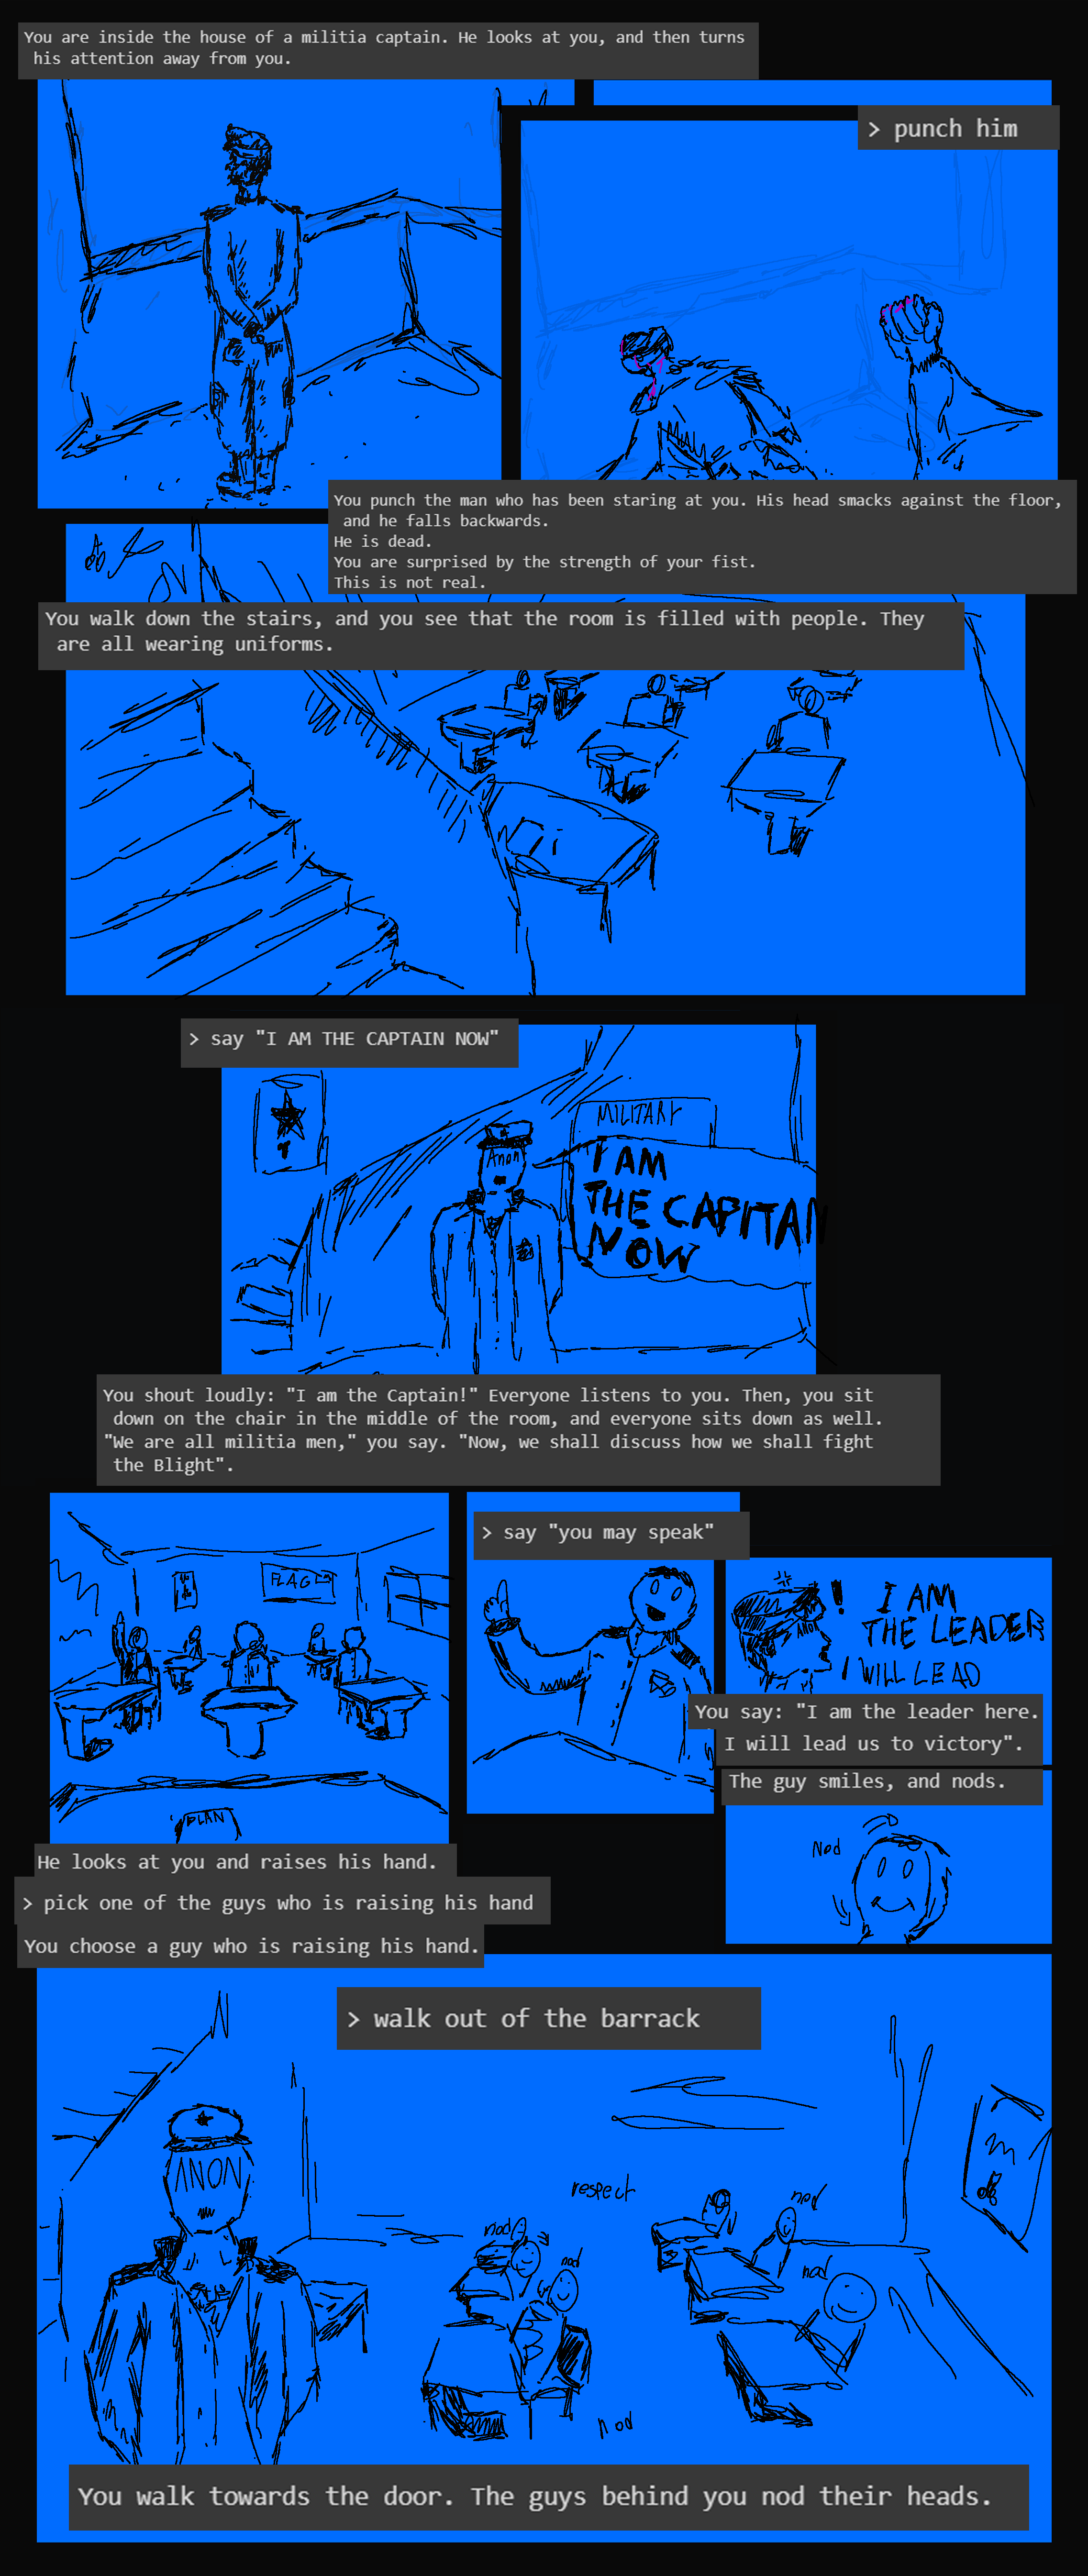 You are inside the house of a militia captain. He looks at you, and then turns
his attention away from you.
> punch him
You punch the man who has been staring at you. His head smacks against the floor,
and he falls backwards.
He is dead.
You are surprised by the strength of your fist.
This is not real.
You walk down the stairs, and you see that the room is filled with people. They
are all wearing uniforms.
> say "I AM THE CAPTAIN NOW"
MILITARY
Anon
I AM
THE CAPITAN
NOW
You shout loudly: "I am the Captain!" Everyone listens to you. Then, you sit
down on the chair in the middle of the room, and everyone sits down as well.
"We are all militia men," you say. "Now, we shall discuss how we shall fight
the Blight".
FLAG
PLAN
He looks at you and raises his hand.
> pick one of the guys who is raising his hand
You choose a guy who is raising his hand.
> say "you may speak"
ANON
!
I AM
THE LEADER
I WILL LEAD
You say: "I am the leader here.
I will lead us to victory".
The guy smiles, and nods.
Nod
> walk out of the barrack
ANON
respect
nod
nod
nod
nod
nod
You walk towards the door. The guys behind you nod their heads.